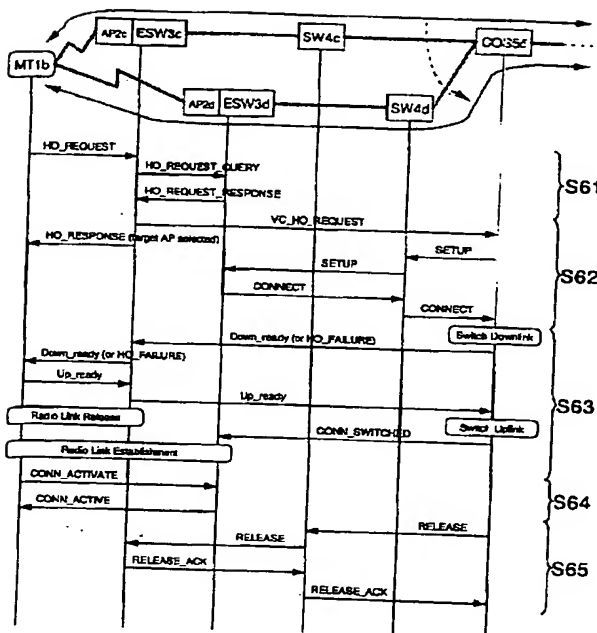 AP2c ESW3c
SW4c
COS5c
MT1b
AP2d ESW3d
SW4d
HO_REQUEST
HO_REQUEST_QUERY
HO_REQUEST_RESPONSE
S61
VC_HO_REQUEST
HO_RESPONSE (target AP selected)
SETUP
SETUP
S62
CONNECT
CONNECT
Switch Downlink
Down_ready (or HO_FAILURE)
Down_ready (or HO_FAILURE)
Up_ready
Up_ready
S63
Radio Link Release
Switch Uplink
CONN_SWITCHED
Radio Link Establishment
CONN_ACTIVATE
S64
CONN_ACTIVE
RELEASE
RELEASE
RELEASE_ACK
S65
RELEASE_ACK